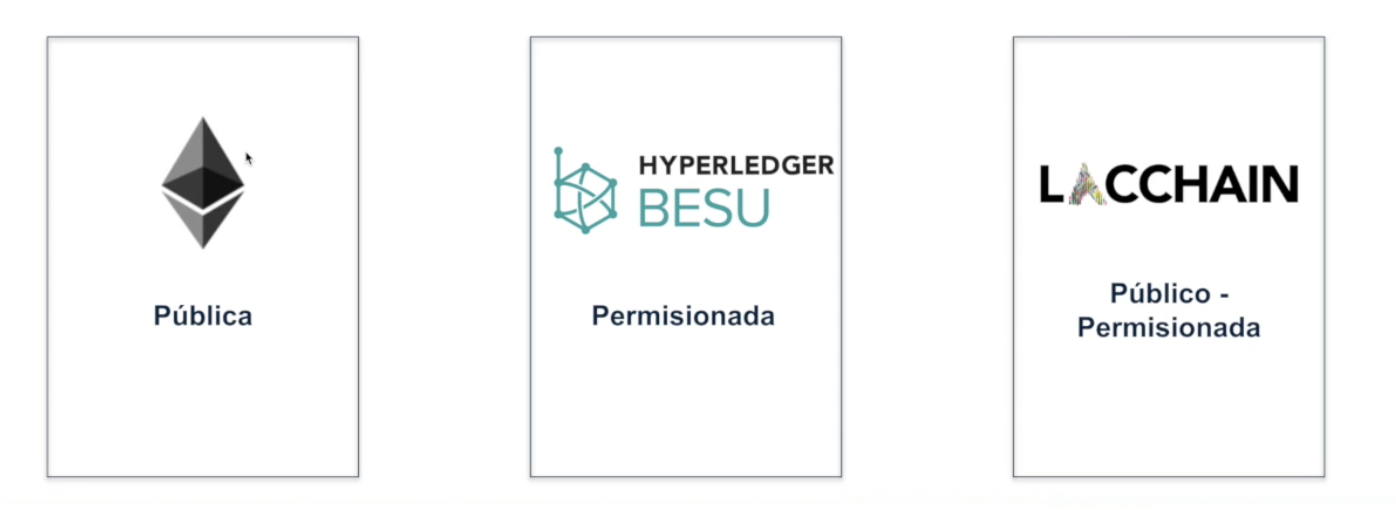 Pública
HYPERLEDGER
BESU
Permisionada
LACCHAIN
Público -
Permisionada